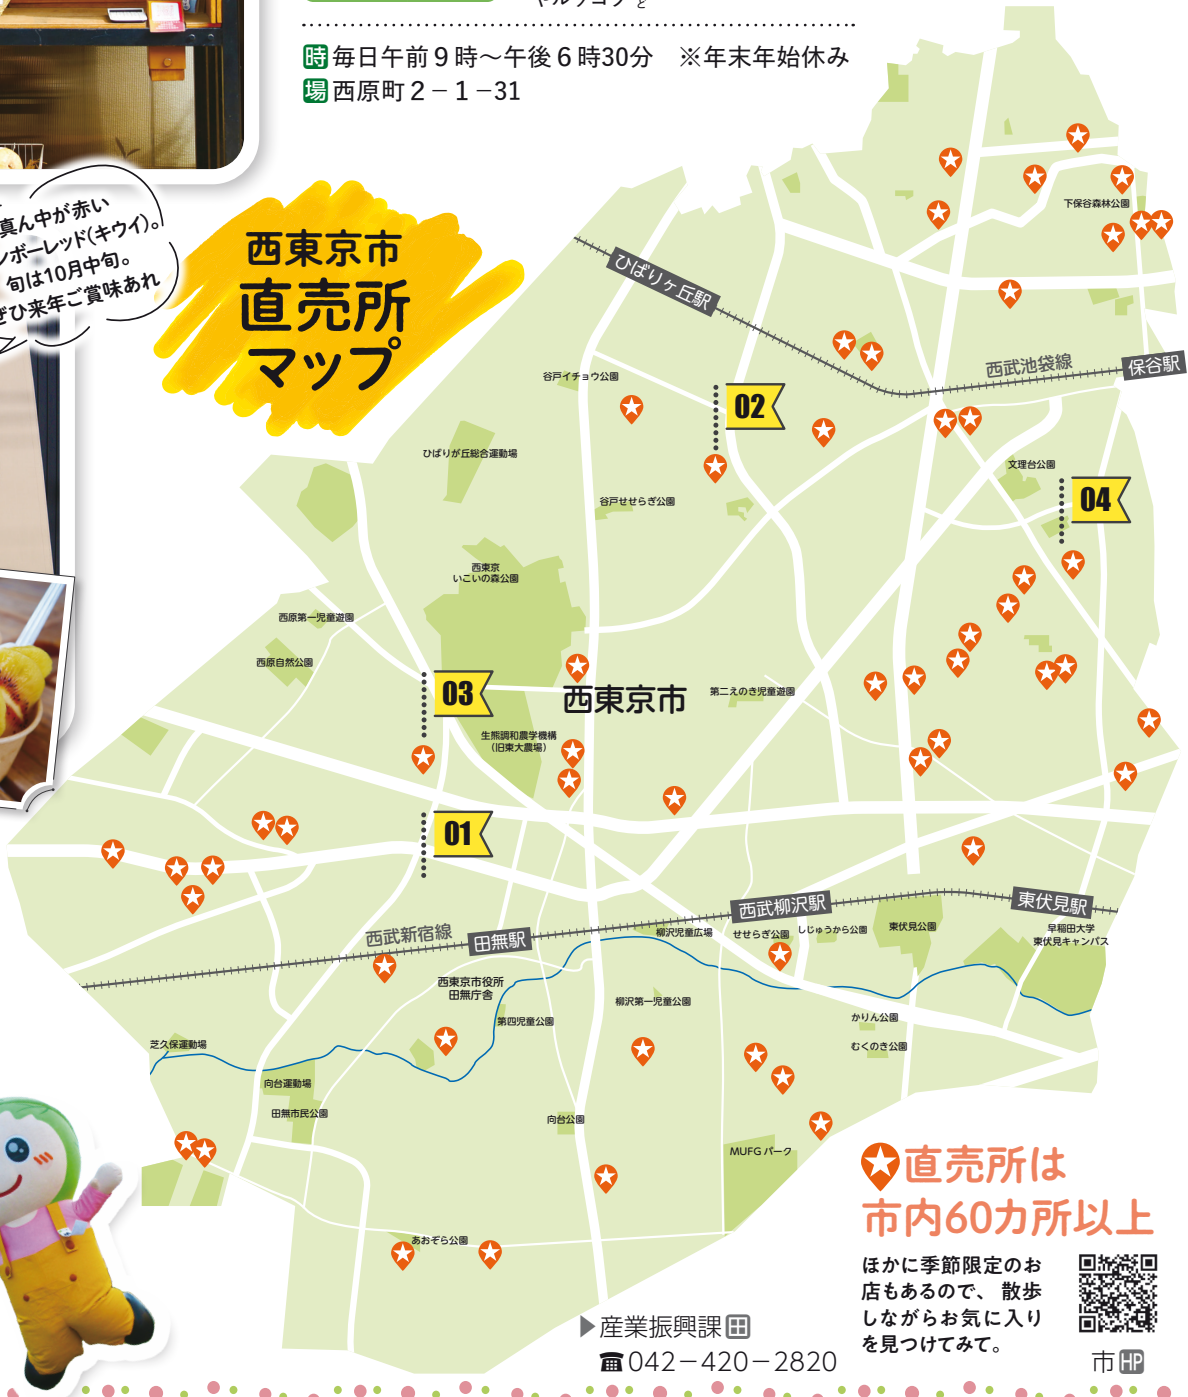 時 毎日午前９時～午後６時30分　※年末年始休み
場 西原町２－１－31
真ん中が赤い
ンボーレッド（キウイ）。
旬は10月中旬。
ぜひ来年ご賞味あれ
西東京市
直売所
マップ
下保谷森林公園
ひばりヶ丘駅
西武池袋線
保谷駅
谷戸イチョウ公園
02
ひばりが丘総合運動場
文理台公園
04
谷戸せせらぎ公園
西東京
いこいの森公園
西原第一児童遊園
西原自然公園
03
西東京市
第二えのき児童遊園
生態調和農学機構
（旧東大農場）
01
西武新宿線
田無駅
西武柳沢駅
東伏見駅
柳沢児童広場
せせらぎ公園
しじゅうから公園
東伏見公園
早稲田大学
東伏見キャンパス
西東京市役所
田無庁舎
柳沢第一児童公園
第四児童公園
かりん公園
むくのき公園
芝久保運動場
向台運動場
田無市民公園
向台公園
MUFGパーク
あおぞら公園
直売所は
市内60カ所以上
ほかに季節限定のお
店もあるので、散歩
しながらお気に入り
を見つけてみて。
市HP
▶産業振興課田
☎042－420－2820